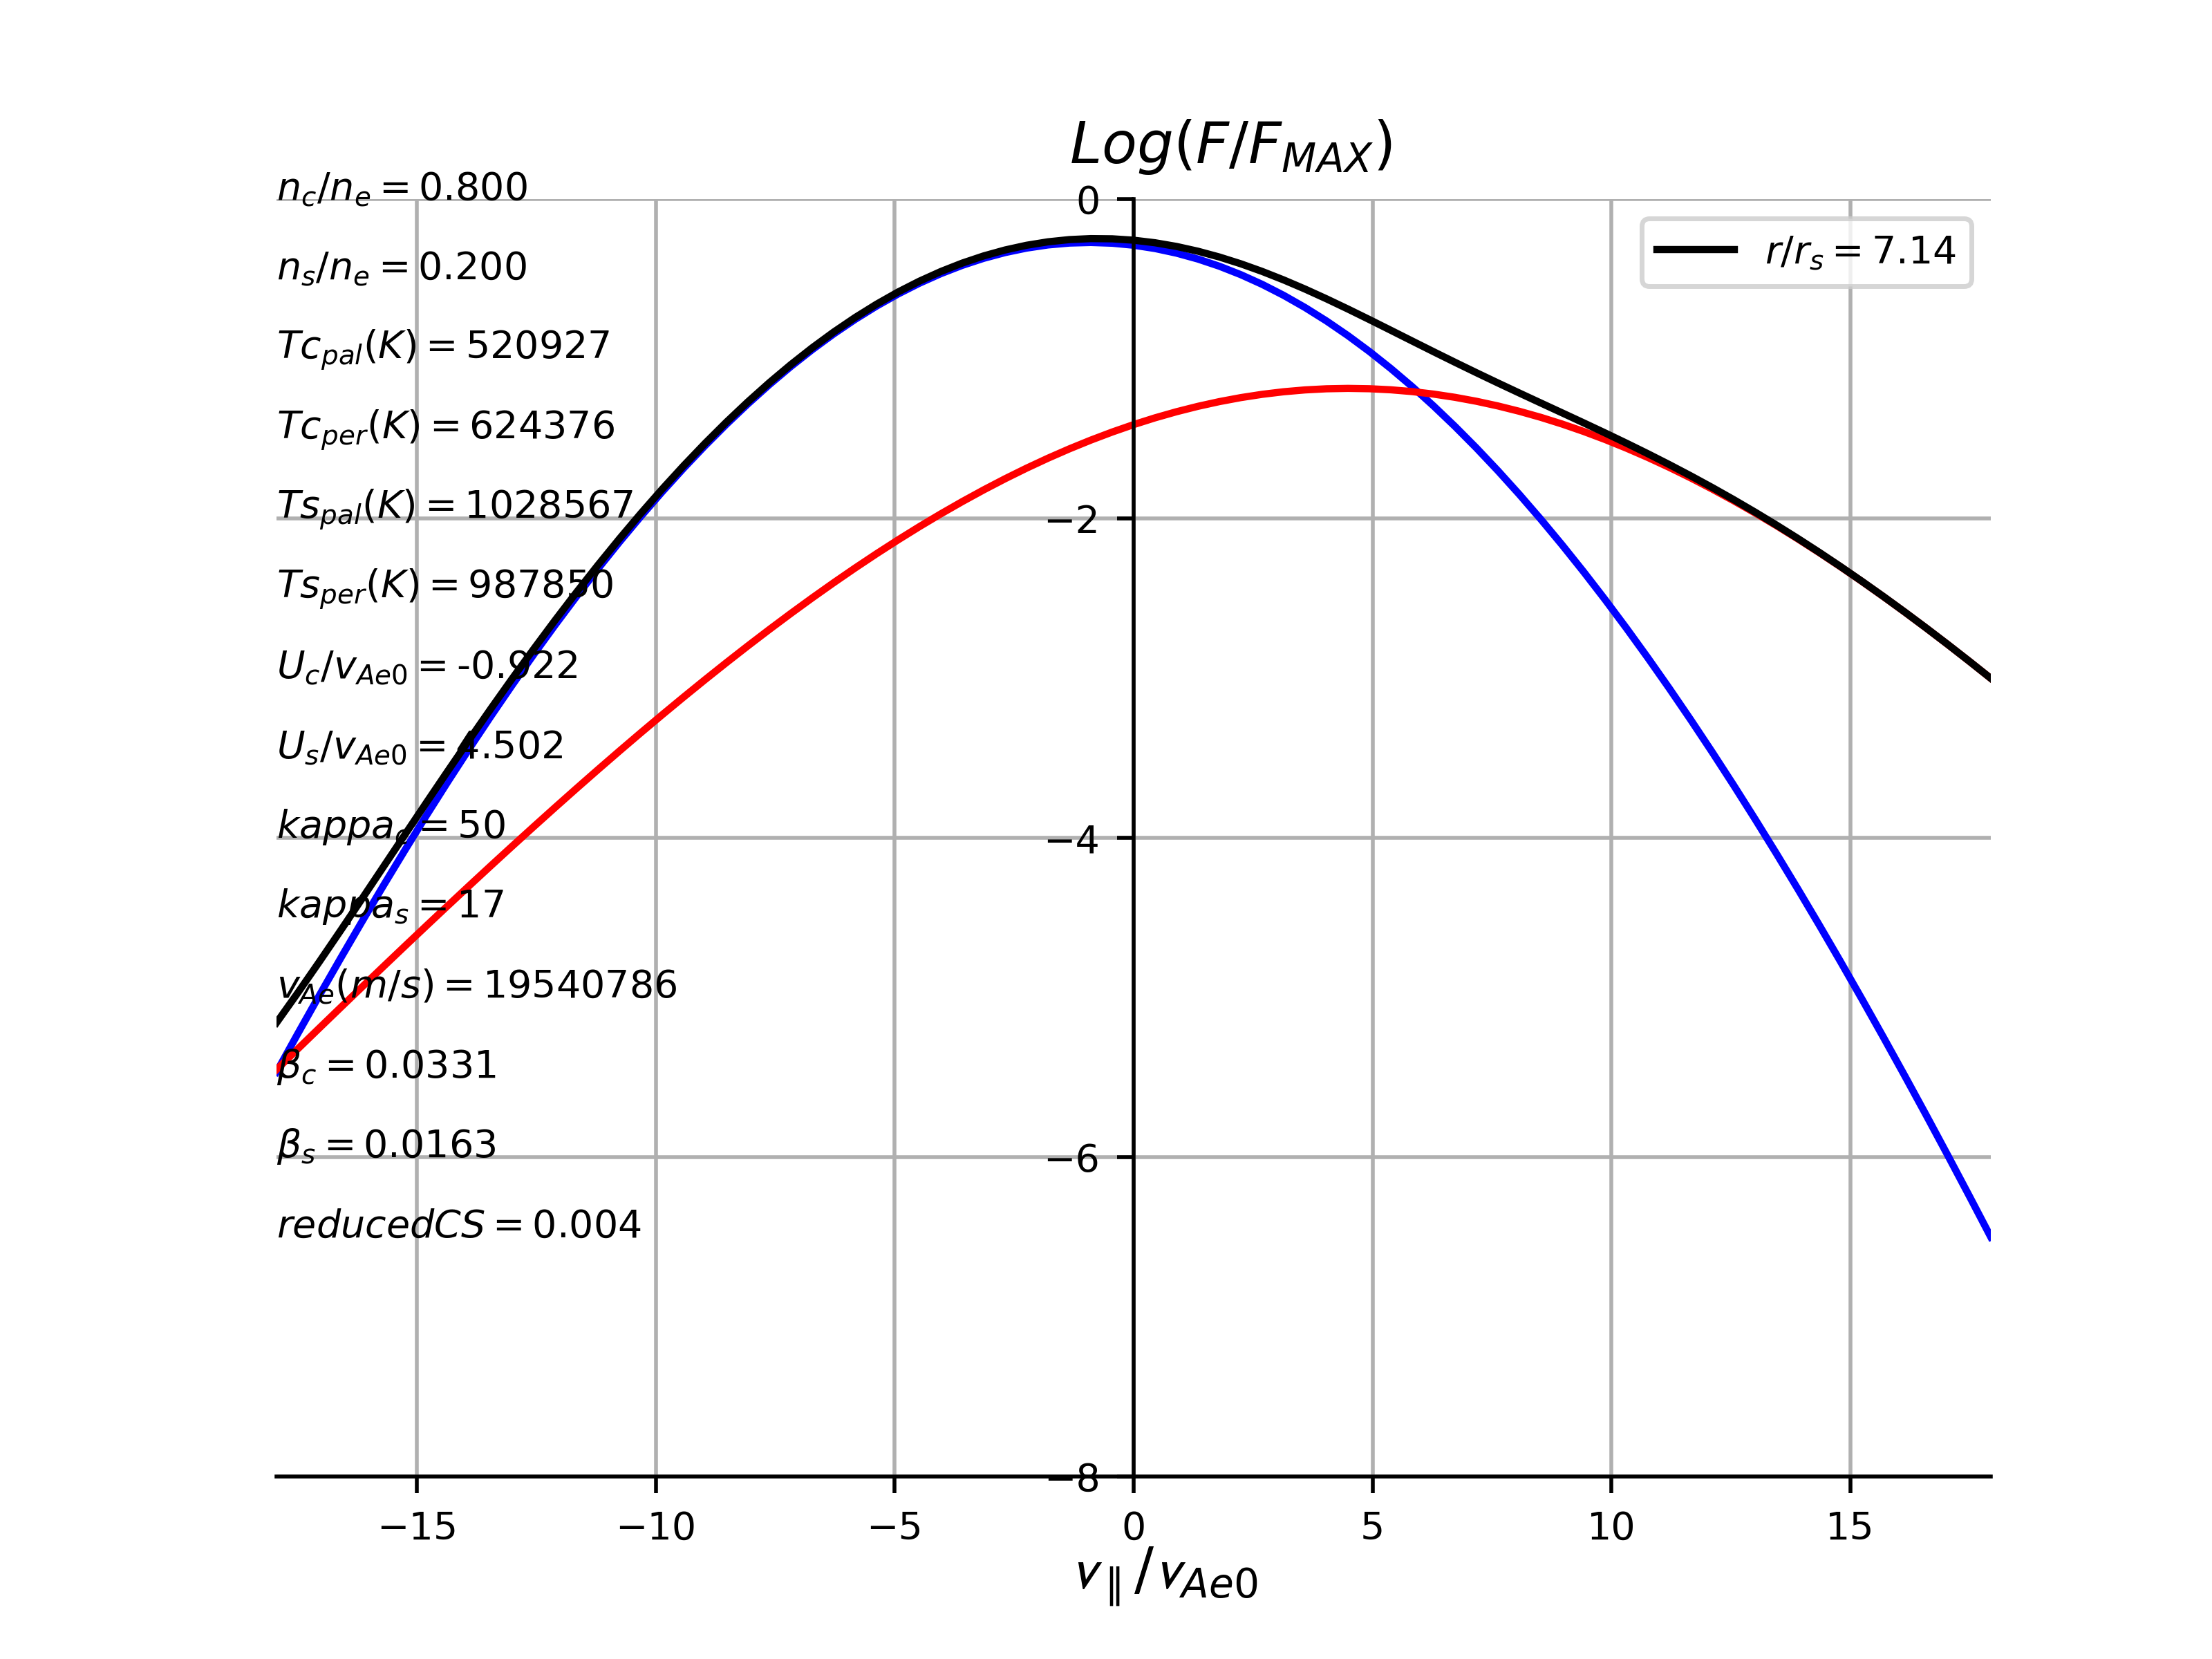 Log(F/F_MAX)
n_c/n_e = 0.800
0
r/r_s = 7.14
n_s/n_e = 0.200
Tc_pal(K) = 520927
Tc_per(K) = 624376
Ts_pal(K) = 1028567
−2
Ts_per(K) = 987850
U_c/v_Ae0 = -0.922
U_s/v_Ae0 = 4.502
kappa_c = 50
−4
kappa_s = 17
v_Ae(m/s) = 19540786
β_c = 0.0331
β_s = 0.0163
−6
reducedCS = 0.004
−8
−15 −10 −5 0 5 10 15
v_∥/v_Ae0